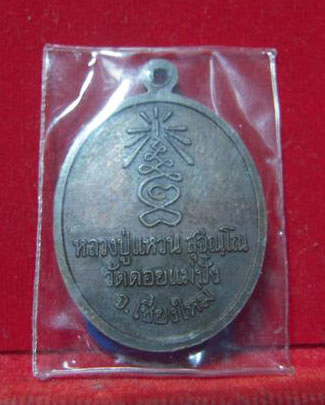 หลวงปู่แหวน สุจิณฺโณ
วัดดอยแม่ปั๋ง
จ.เชียงใหม่